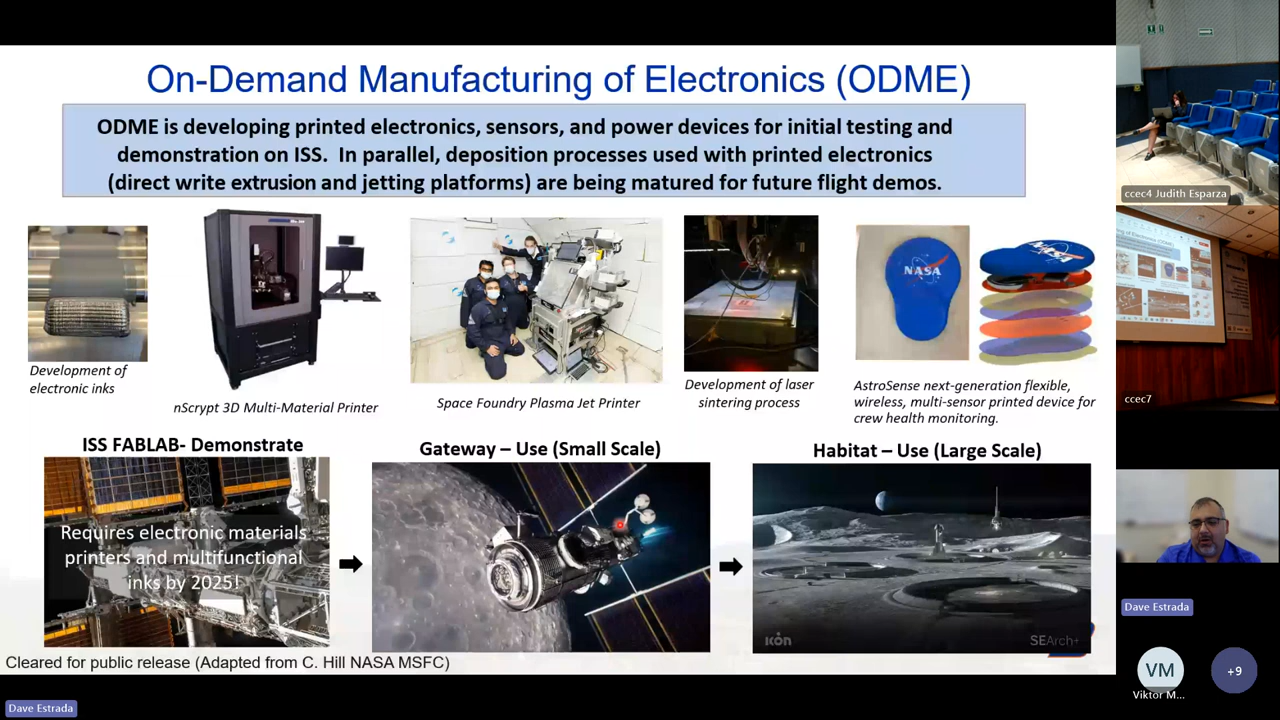 On-Demand Manufacturing of Electronics (ODME)
ODME is developing printed electronics, sensors, and power devices for initial testing and
demonstration on ISS. In parallel, deposition processes used with printed electronics
(direct write extrusion and jetting platforms) are being matured for future flight demos.
NASA
NASA
Development of
electronic inks
nScrypt 3D Multi-Material Printer
Space Foundry Plasma Jet Printer
Development of laser
sintering process
AstroSense next-generation flexible,
wireless, multi-sensor printed device for
crew health monitoring.
ISS FABLAB- Demonstrate
Gateway – Use (Small Scale)
Habitat – Use (Large Scale)
Requires electronic materials
printers and multifunctional
inks by 2025!
ICON
SEArch+
Cleared for public release (Adapted from C. Hill NASA MSFC)
Dave Estrada
ccec4 Judith Esparza
ng of Electronics (ODME)
ccec7
Dave Estrada
VM
Viktor M...
+9